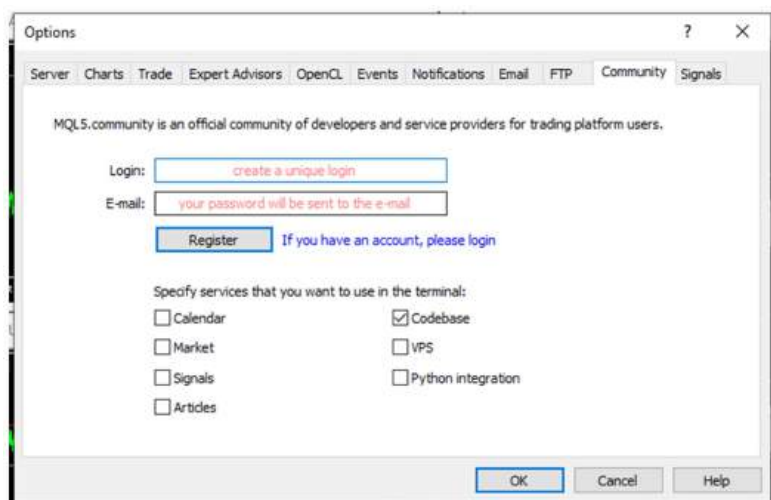 Options
?
Server Charts Trade Expert Advisors OpenCL Events Notifications Email FTP Community Signals
MQL5.community is an official community of developers and service providers for trading platform users.
Login: create a unique login
E-mail: your password will be sent to the e-mail
Register If you have an account, please login
Specify services that you want to use in the terminal:
Calendar Codebase
Market VPS
Signals Python integration
Articles
OK Cancel Help